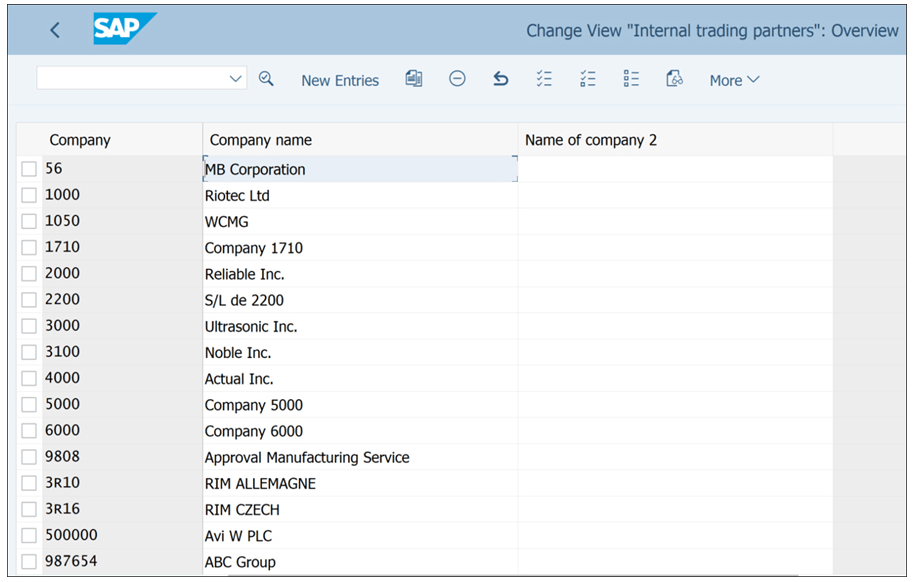 SAP Change View "Internal trading partners": Overview
New Entries More
Company Company name Name of company 2
56 MB Corporation
1000 Riotec Ltd
1050 WCMG
1710 Company 1710
2000 Reliable Inc.
2200 S/L de 2200
3000 Ultrasonic Inc.
3100 Noble Inc.
4000 Actual Inc.
5000 Company 5000
6000 Company 6000
9808 Approval Manufacturing Service
3R10 RIM ALLEMAGNE
3R16 RIM CZECH
500000 Avi W PLC
987654 ABC Group